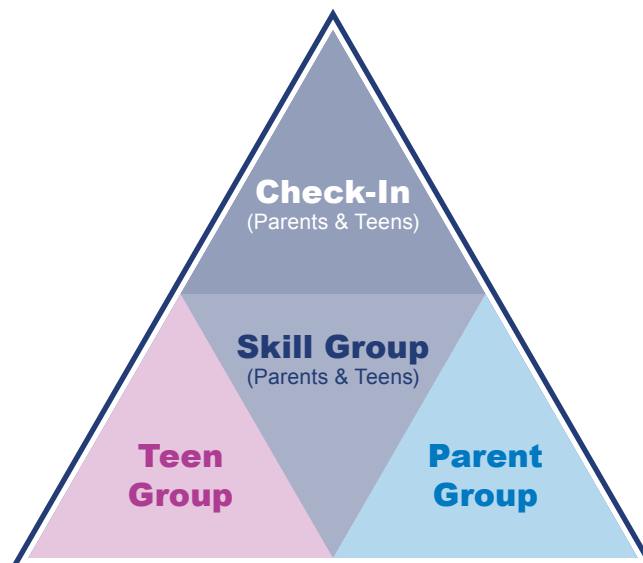 Check-In
(Parents & Teens)
Skill Group
(Parents & Teens)
Teen
Group
Parent
Group